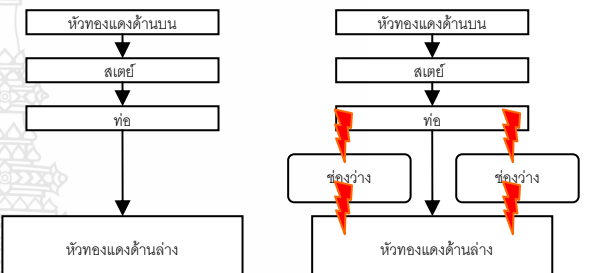 หัวทองแดงด้านบน
สเตย์
ท่อ
หัวทองแดงด้านล่าง
หัวทองแดงด้านบน
สเตย์
ท่อ
ช่องว่าง
ช่องว่าง
หัวทองแดงด้านล่าง